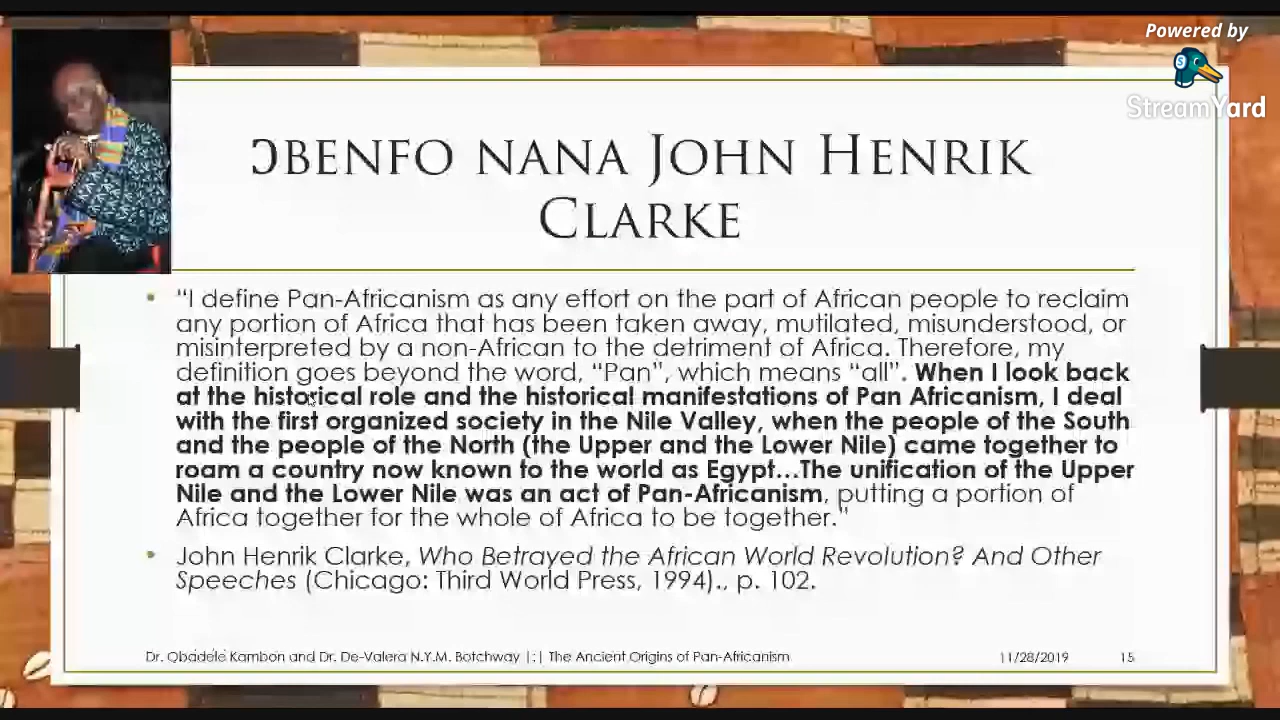 Powered by
StreamYard
ƆBENFO NANA JOHN HENRIK
CLARKE
• “I define Pan-Africanism as any effort on the part of African people to reclaim
any portion of Africa that has been taken away, mutilated, misunderstood, or
misinterpreted by a non-African to the detriment of Africa. Therefore, my
definition goes beyond the word, “Pan”, which means “all”. When I look back
at the historical role and the historical manifestations of Pan Africanism, I deal
with the first organized society in the Nile Valley, when the people of the South
and the people of the North (the Upper and the Lower Nile) came together to
roam a country now known to the world as Egypt…The unification of the Upper
Nile and the Lower Nile was an act of Pan-Africanism, putting a portion of
Africa together for the whole of Africa to be together.”
• John Henrik Clarke, Who Betrayed the African World Revolution? And Other
Speeches (Chicago: Third World Press, 1994)., p. 102.
Dr. Ọbádélé Kambon and Dr. De-Valera N.Y.M. Botchway |:| The Ancient Origins of Pan-Africanism 11/28/2019 15